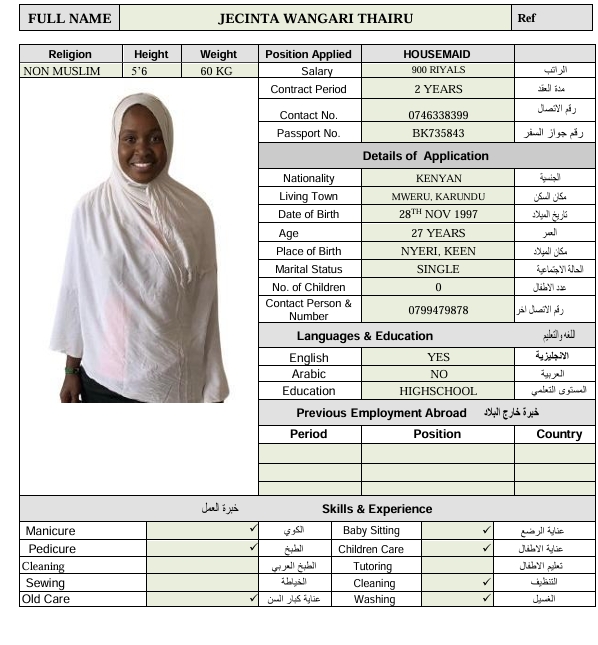 FULL NAME JECINTA WANGARI THAIRU Ref
Religion Height Weight Position Applied HOUSEMAID
NON MUSLIM 5’6 60 KG Salary 900 RIYALS الراتب
Contract Period 2 YEARS مدة العقد
Contact No. 0746338399 رقم الاتصال
Passport No. BK735843 رقم جواز السفر
Details of Application
Nationality KENYAN الجنسية
Living Town MWERU, KARUNDU مكان السكن
Date of Birth 28TH NOV 1997 تاريخ الميلاد
Age 27 YEARS العمر
Place of Birth NYERI, KEEN مكان الميلاد
Marital Status SINGLE الحالة الاجتماعية
No. of Children 0 عدد الاطفال
Contact Person &
Number 0799479878 رقم الاتصال اخر
Languages & Education اللغه والتعليم
English YES الانجليزية
Arabic NO العربية
Education HIGHSCHOOL المستوى التعلمي
Previous Employment Abroad خبرة خارج البلاد
Period Position Country
خبرة العمل Skills & Experience
Manicure ✓ الكوي Baby Sitting ✓ عناية الرضع
Pedicure ✓ الطبخ Children Care ✓ عناية الاطفال
Cleaning الطبخ العربي Tutoring تعليم الاطفال
Sewing الخياطة Cleaning ✓ التنظيف
Old Care ✓ عناية كبار السن Washing ✓ الغسيل